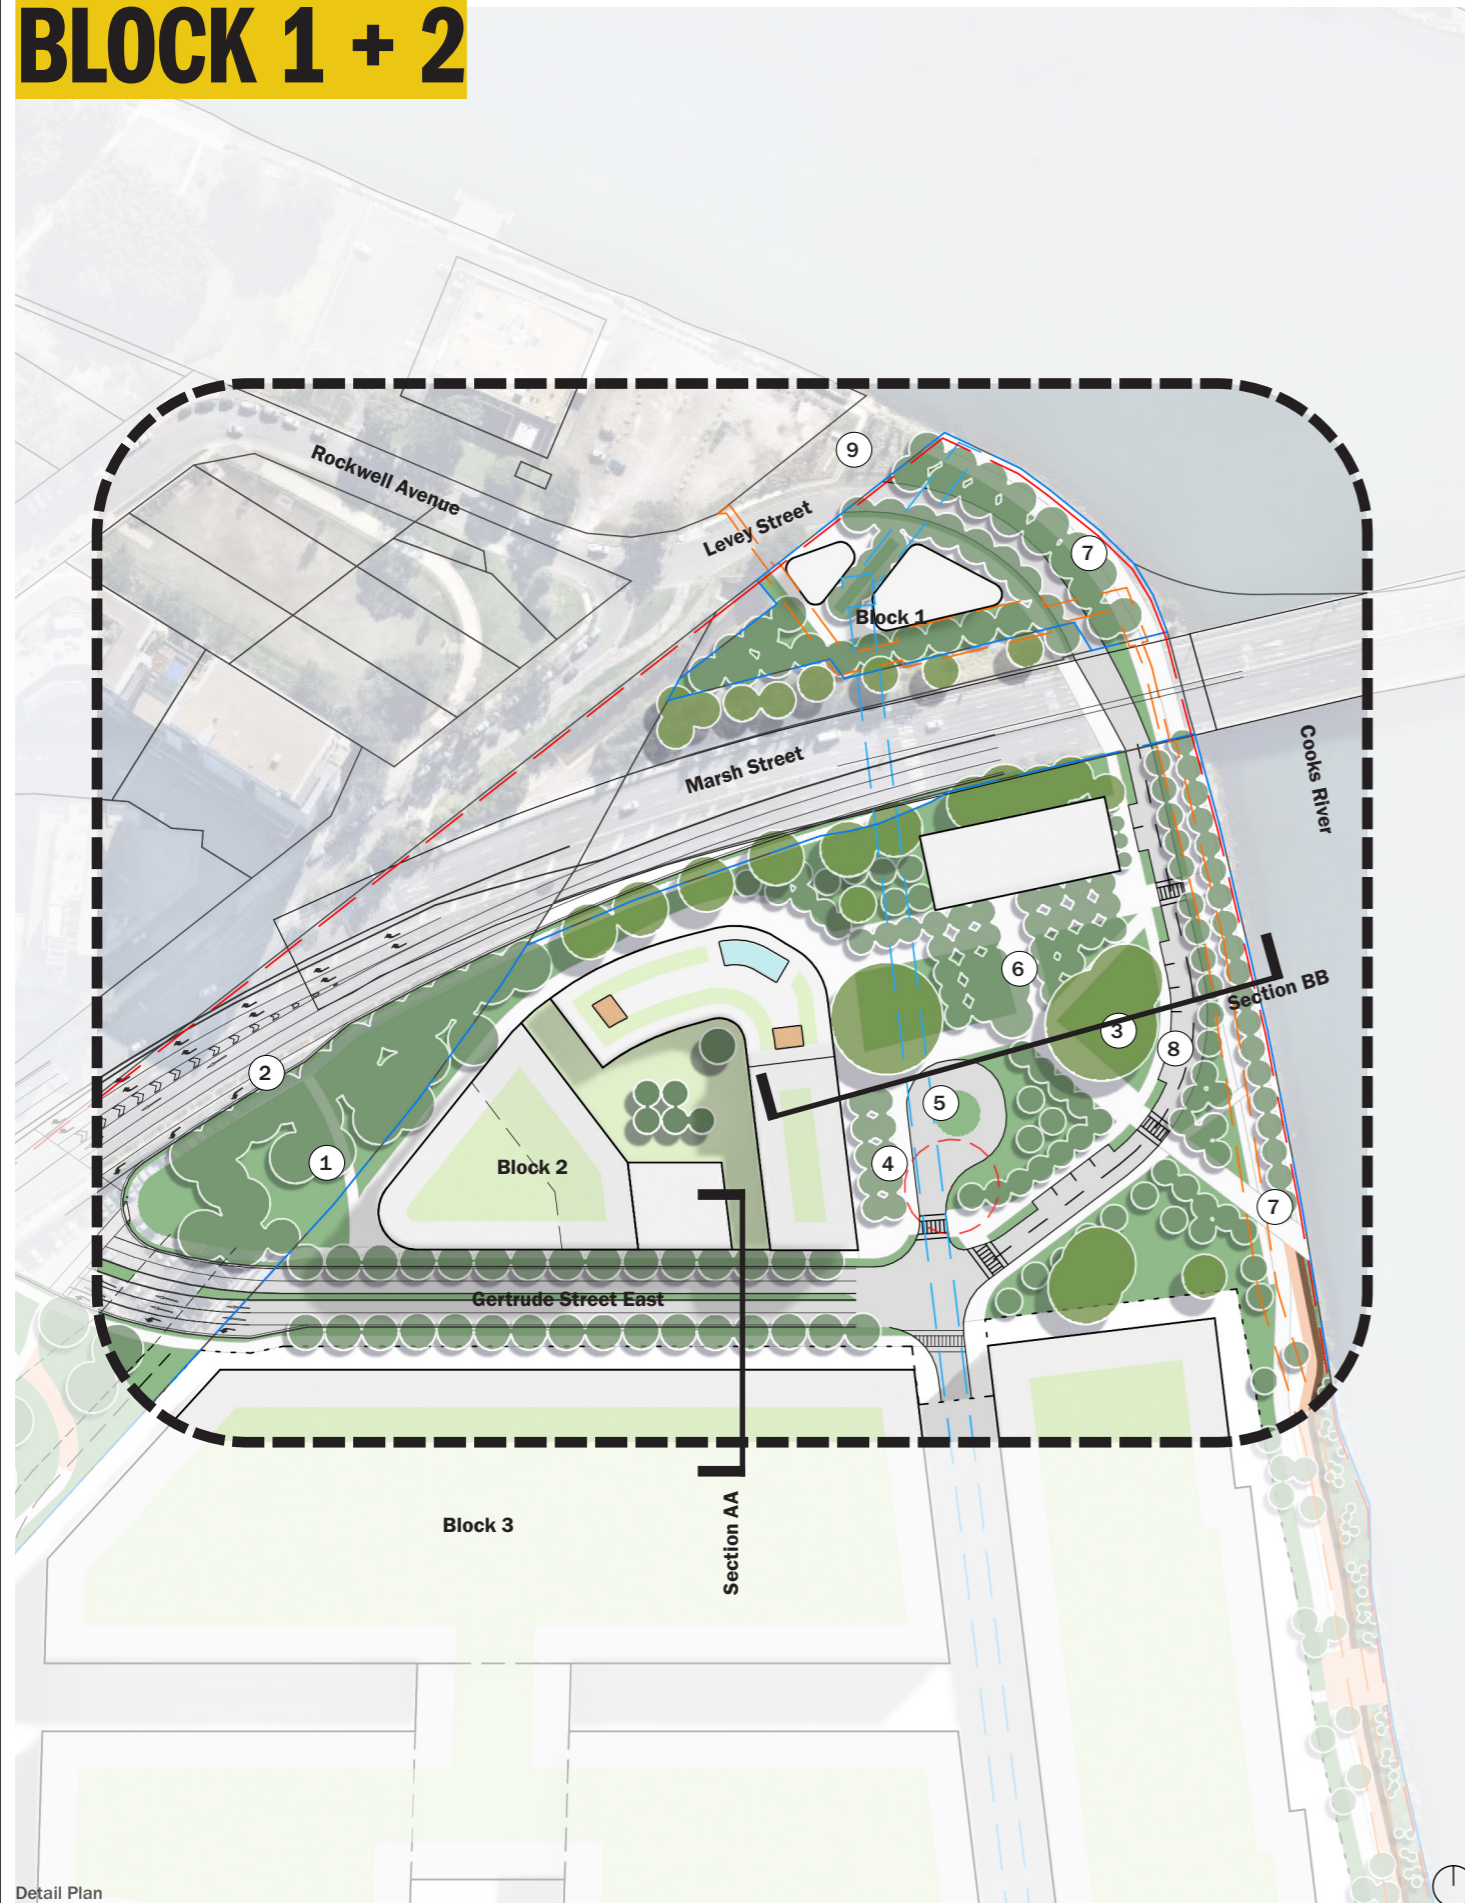 BLOCK 1 + 2
Rockwell Avenue
9
Levey Street
7
Block 1
Marsh Street
Cooks River
6
Section BB
3
8
2
5
1
Block 2
4
7
Gertrude Street East
Block 3
Section AA
Detail Plan